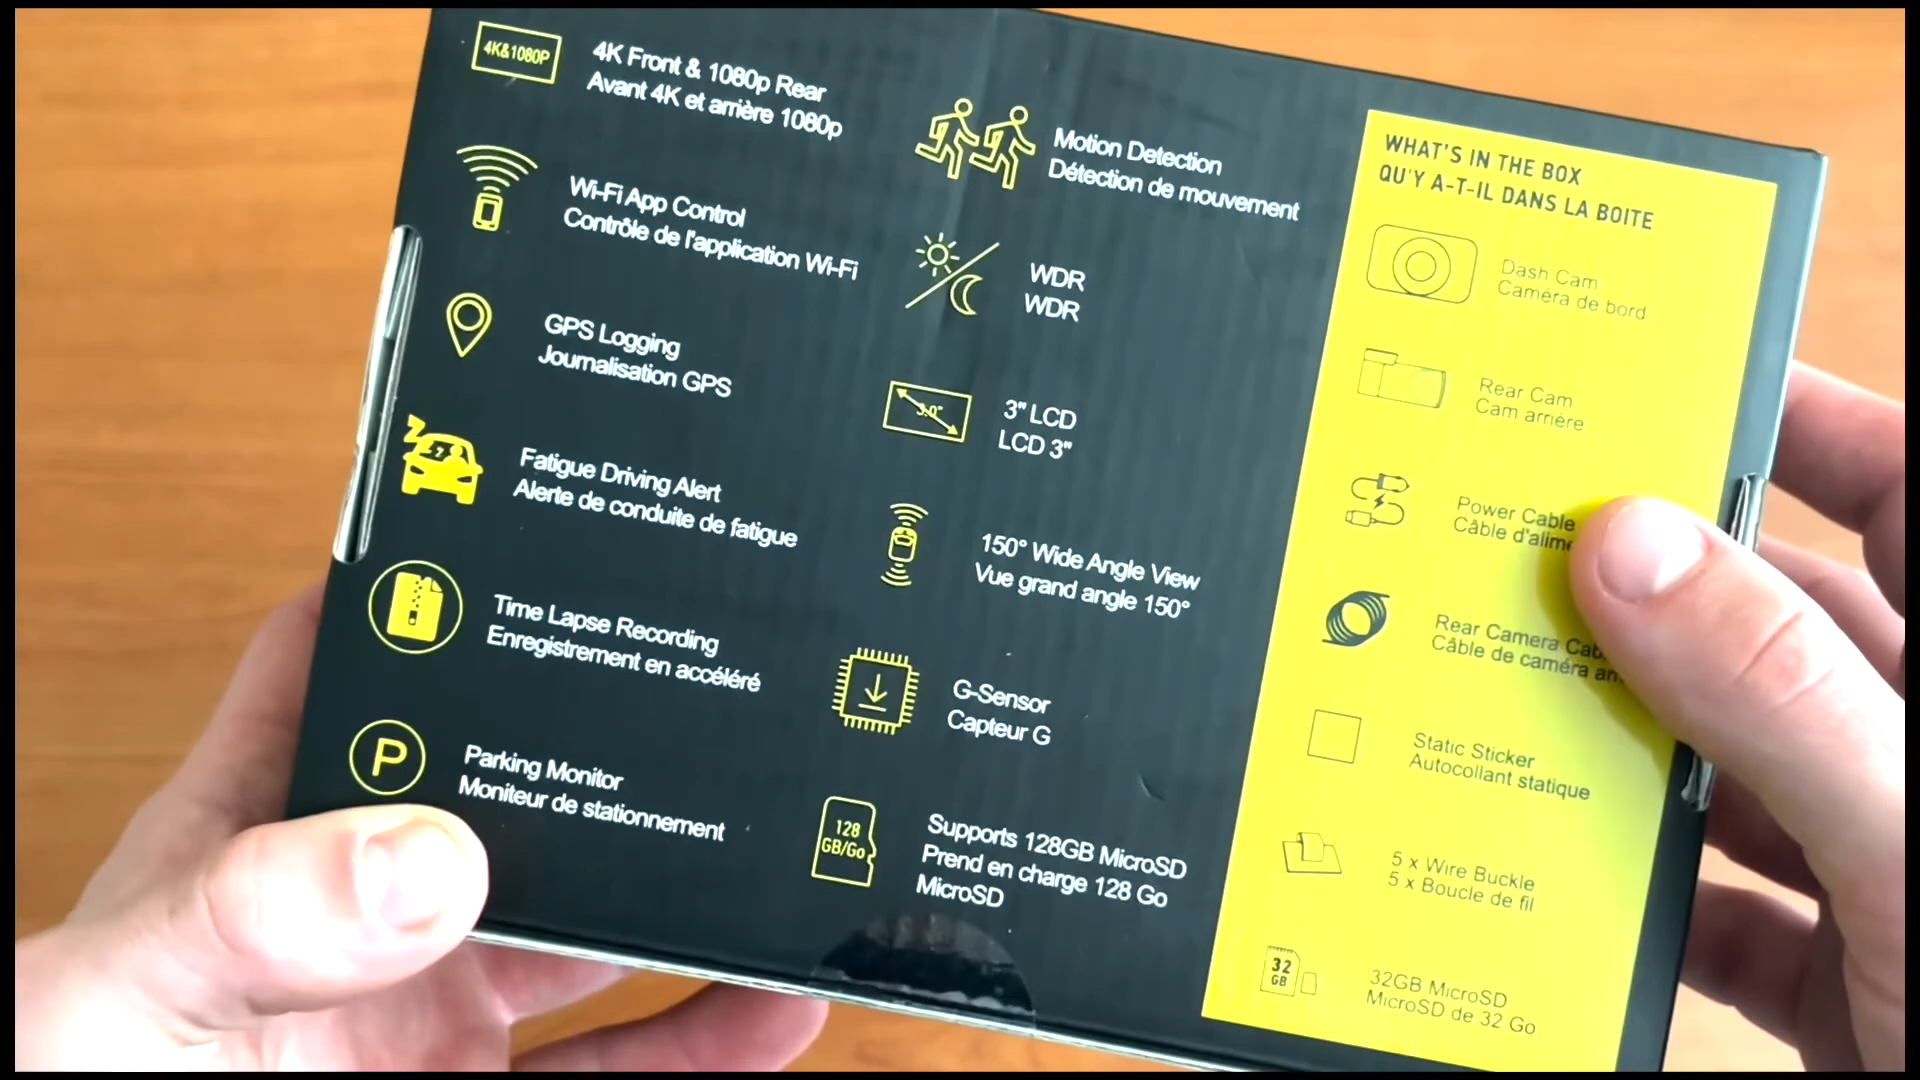 4K&1080P
4K Front & 1080p Rear
Avant 4K et arrière 1080p
Wi-Fi App Control
Contrôle de l'application Wi-Fi
GPS Logging
Journalisation GPS
Fatigue Driving Alert
Alerte de conduite de fatigue
Time Lapse Recording
Enregistrement en accéléré
P
Parking Monitor
Moniteur de stationnement
Motion Detection
Détection de mouvement
WDR
WDR
3.0"
3" LCD
LCD 3"
150° Wide Angle View
Vue grand angle 150°
G-Sensor
Capteur G
128
GB/Go
Supports 128GB MicroSD
Prend en charge 128 Go
MicroSD
WHAT'S IN THE BOX
QU'Y A-T-IL DANS LA BOITE
Dash Cam
Caméra de bord
Rear Cam
Cam arrière
Power Cable
Câble
Rear Camera
Câble de caméra
Static Sticker
Autocollant statique
5 x Wire Buckle
5 x Boucle de fil
32
GB
32GB MicroSD
MicroSD de 32 Go